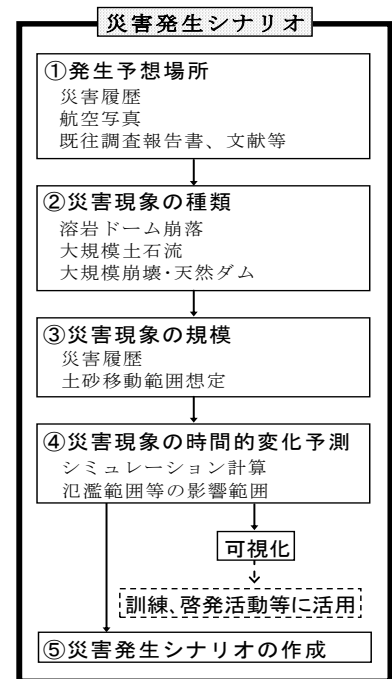 災害発生シナリオ
①発生予想場所
災害履歴
航空写真
既往調査報告書、文献等
②災害現象の種類
溶岩ドーム崩落
大規模土石流
大規模崩壊･天然ダム
③災害現象の規模
災害履歴
土砂移動範囲想定
④災害現象の時間的変化予測
シミュレーション計算
氾濫範囲等の影響範囲
可視化
訓練、啓発活動等に活用
⑤災害発生シナリオの作成